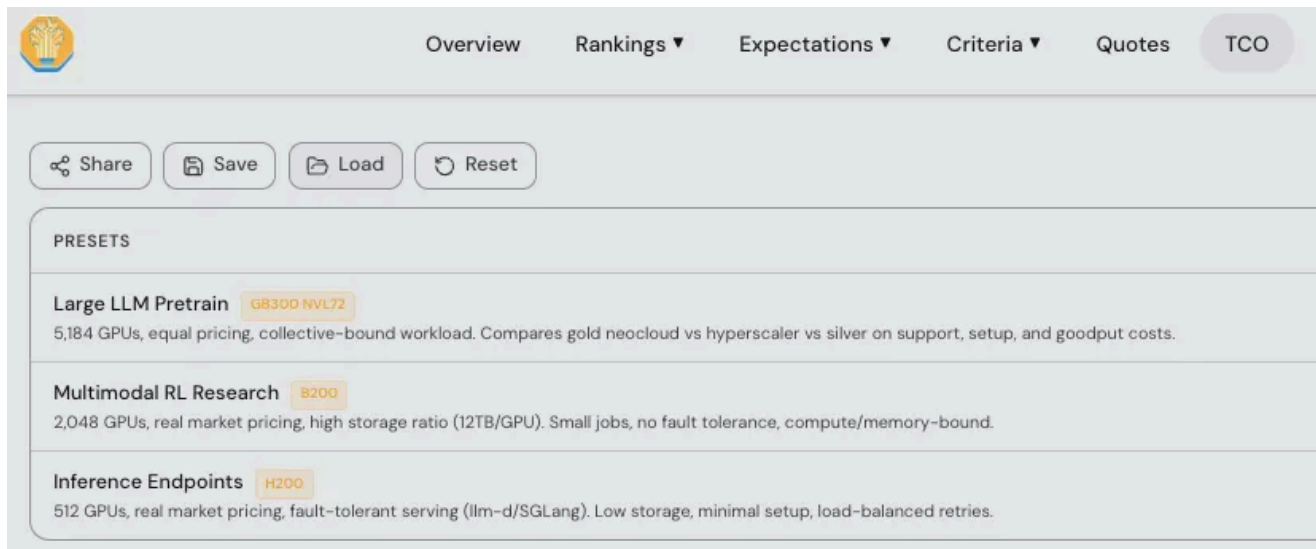 Overview Rankings ▼ Expectations ▼ Criteria ▼ Quotes TCO
Share Save Load Reset
PRESETS
Large LLM Pretrain GB300 NVL72
5,184 GPUs, equal pricing, collective-bound workload. Compares gold neocloud vs hyperscaler vs silver on support, setup, and goodput costs.
Multimodal RL Research B200
2,048 GPUs, real market pricing, high storage ratio (12TB/GPU). Small jobs, no fault tolerance, compute/memory-bound.
Inference Endpoints H200
512 GPUs, real market pricing, fault-tolerant serving (llm-d/SGLang). Low storage, minimal setup, load-balanced retries.